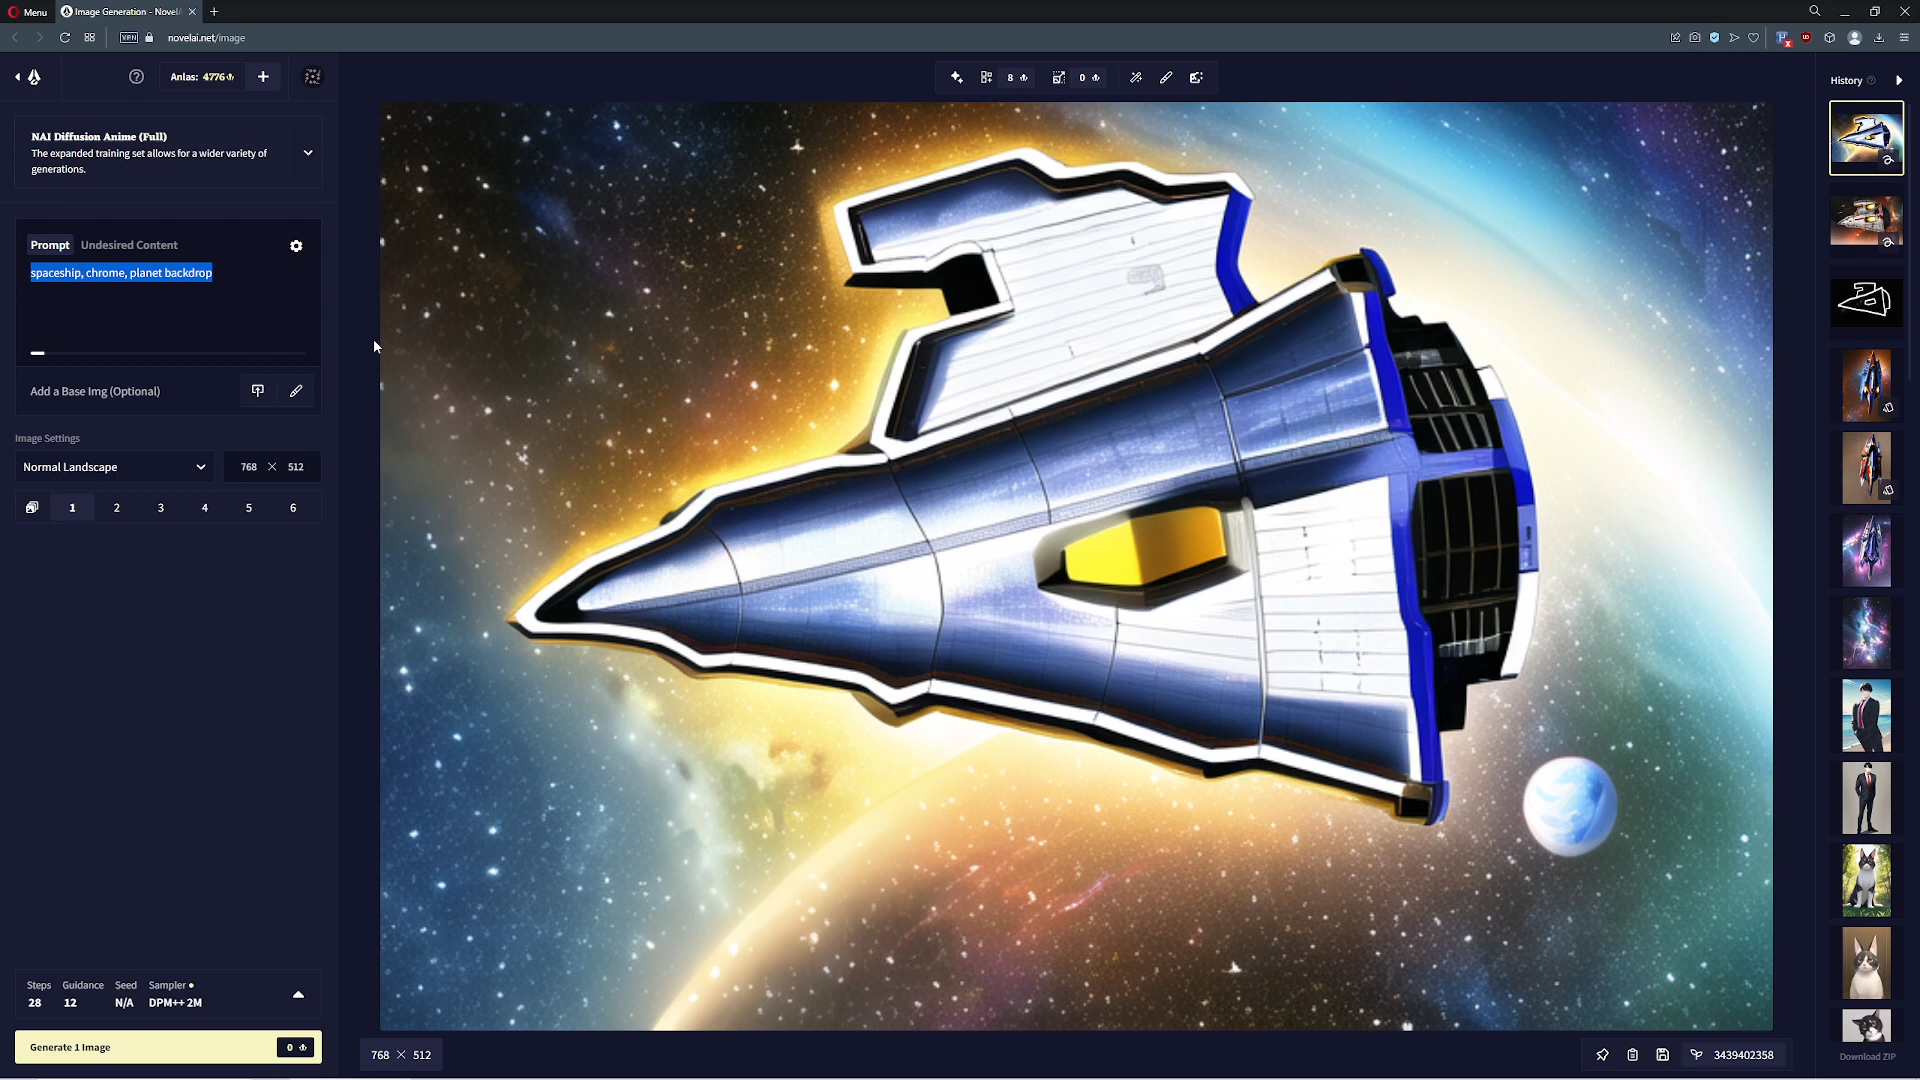 Menu
Image Generation - NovelA
novelai.net/image
VPN
Anlas: 4776
8
0
History
NAI Diffusion Anime (Full)
The expanded training set allows for a wider variety of
generations.
Prompt Undesired Content
spaceship, chrome, planet backdrop
Add a Base Img (Optional)
Image Settings
Normal Landscape
768 × 512
1 2 3 4 5 6
Steps Guidance Seed Sampler
28 12 N/A DPM++ 2M
Generate 1 Image 0
768 × 512
3439402358
Download ZIP